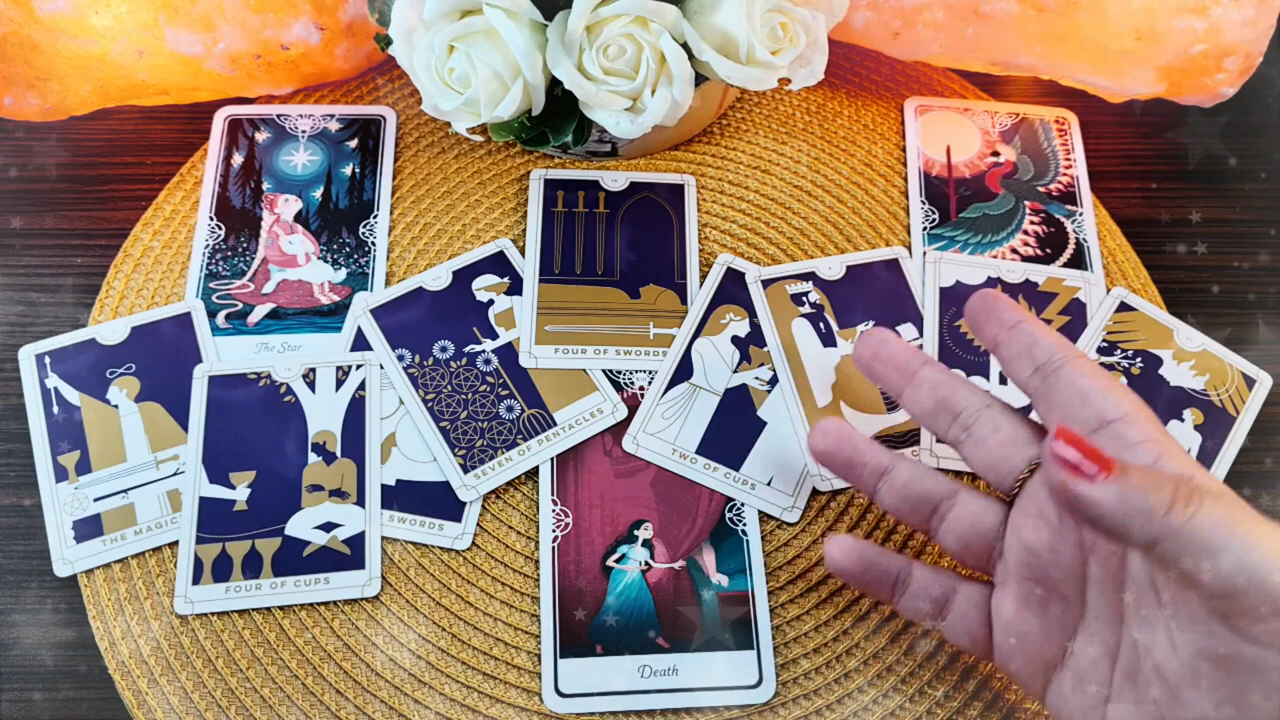 The Star
FOUR OF SWORDS
SEVEN OF PENTACLES
TWO OF CUPS
THE MAGIC
SWORDS
FOUR OF CUPS
Death